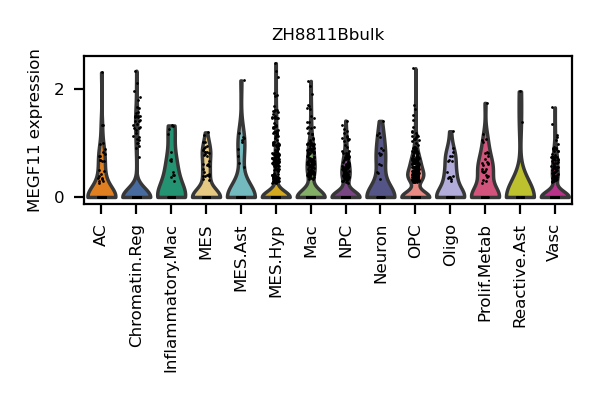 ZH8811Bbulk
MEGF11 expression
2
0
AC
Chromatin.Reg
Inflammatory.Mac
MES
MES.Ast
MES.Hyp
Mac
NPC
Neuron
OPC
Oligo
Prolif.Metab
Reactive.Ast
Vasc